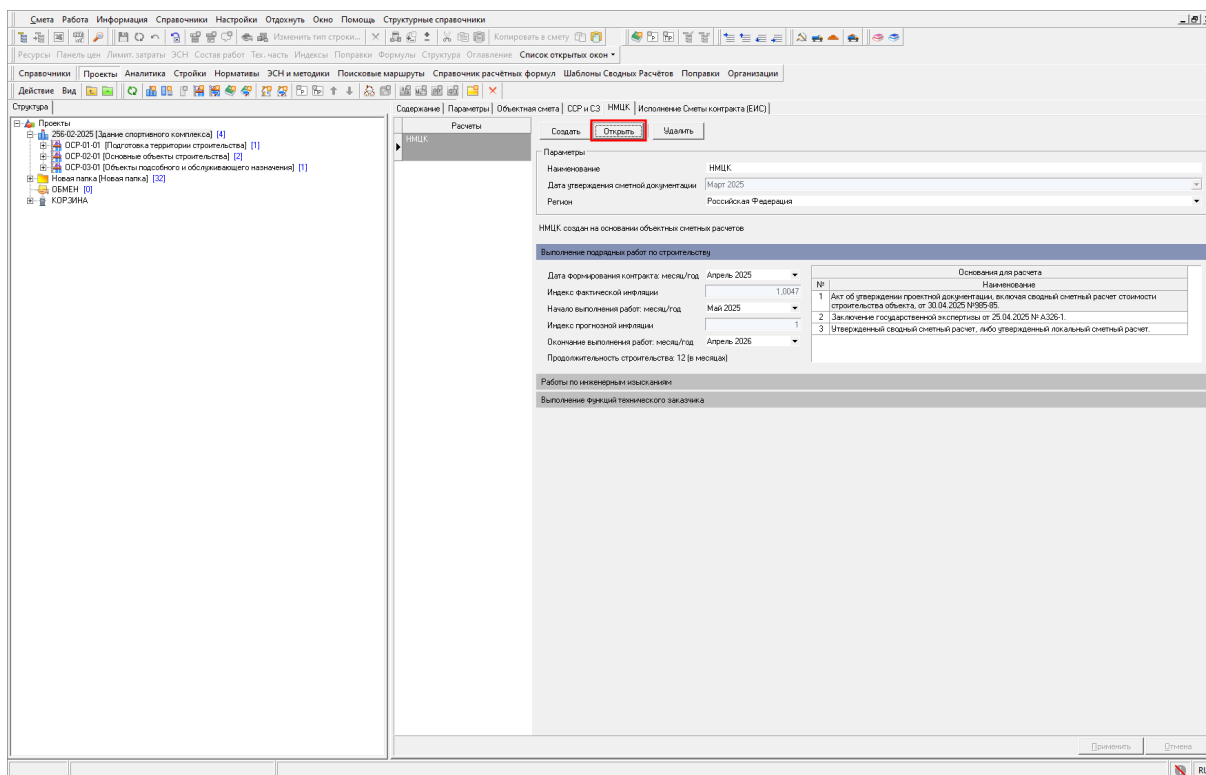 Смета Работа Информация Справочники Настройки Отдохнуть Окно Помощь Структурные справочники
Изменить тип строки... Копировать в смету
Ресурсы Панель цен Лимит. затраты ЭСН Состав работ Тех. часть Индексы Поправки Формулы Структура Оглавление Список открытых окон
Справочники Проекты Аналитика Стройки Нормативы ЭСН и методики Поисковые маршруты Справочник расчётных формул Шаблоны Сводных Расчётов Поправки Организации
Действие Вид
Структура
Проекты
256-02-2025 [Здание спортивного комплекса] [4]
ОСР-01-01 [Подготовка территории строительства] [1]
ОСР-02-01 [Основные объекты строительства] [2]
ОСР-03-01 [Объекты подсобного и обслуживающего назначения] [1]
Новая папка [Новая папка] [32]
ОБМЕН [0]
КОРЗИНА
Содержание Параметры Объектная смета ССР и СЗ НМЦК Исполнение Сметы контракта (ЕИС)
Расчеты
НМЦК
Создать Открыть Удалить
Параметры
Наименование НМЦК
Дата утверждения сметной документации Март 2025
Регион Российская Федерация
НМЦК создан на основании объектных сметных расчетов
Выполнение подрядных работ по строительству
Дата формирования контракта: месяц/год Апрель 2025
Индекс фактической инфляции 1,0047
Начало выполнения работ: месяц/год Май 2025
Индекс прогнозной инфляции 1
Окончание выполнения работ: месяц/год Апрель 2026
Продолжительность строительства: 12 (в месяцах)
Основания для расчета
№ Наименование
1 Акт об утверждении проектной документации, включая сводный сметный расчет стоимости
строительства объекта, от 30.04.2025 №985-85.
2 Заключение государственной экспертизы от 25.04.2025 № А326-1.
3 Утвержденный сводный сметный расчет, либо утвержденный локальный сметный расчет.
Работы по инженерным изысканиям
Выполнение функций технического заказчика
Применить Отмена